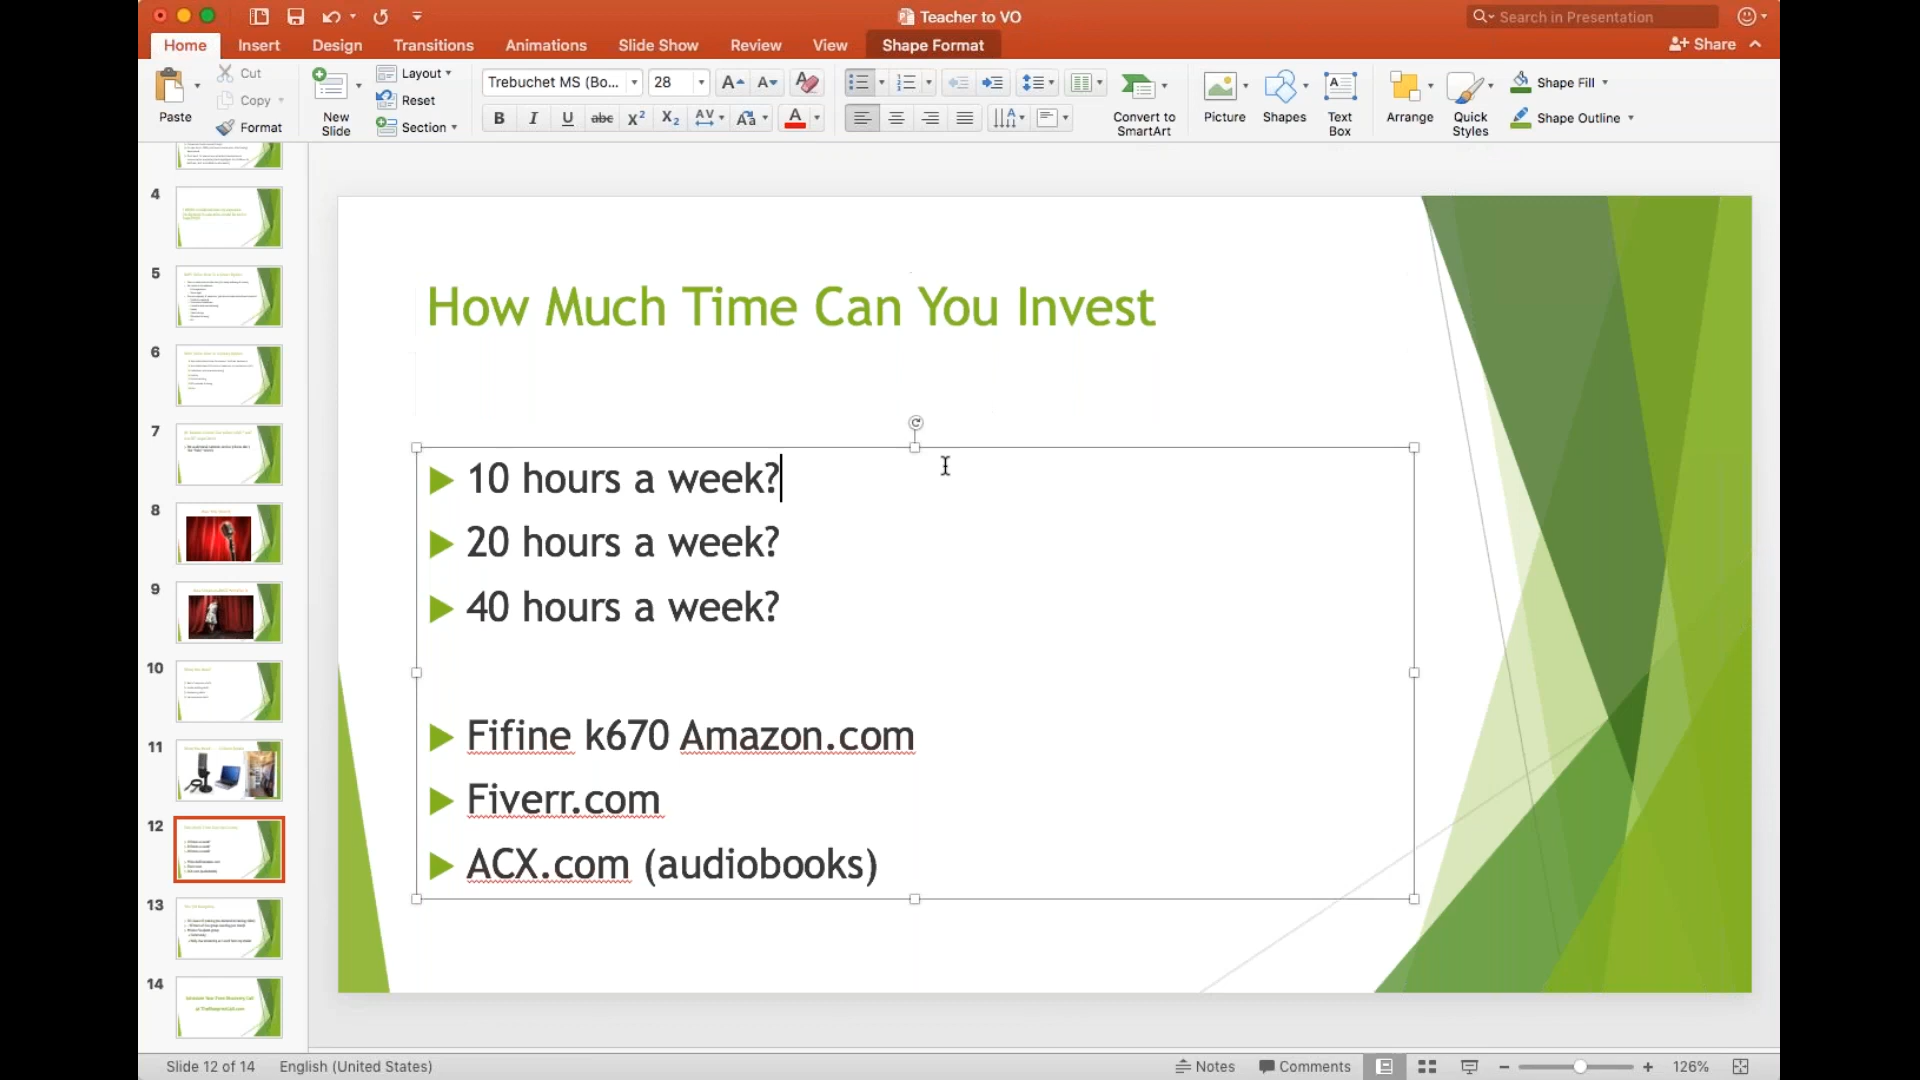 Teacher to VO
Search in Presentation
Home
Insert
Design
Transitions
Animations
Slide Show
Review
View
Shape Format
Share
Paste
Cut
Copy
Format
New
Slide
Layout
Reset
Section
Trebuchet MS (Bo...
28
Convert to
SmartArt
Picture
Shapes
Text
Box
Arrange
Quick
Styles
Shape Fill
Shape Outline
4
5
6
7
8
9
10
11
12
13
14
How Much Time Can You Invest
10 hours a week?
20 hours a week?
40 hours a week?
Fifine k670 Amazon.com
Fiverr.com
ACX.com (audiobooks)
Slide 12 of 14
English (United States)
Notes
Comments
126%